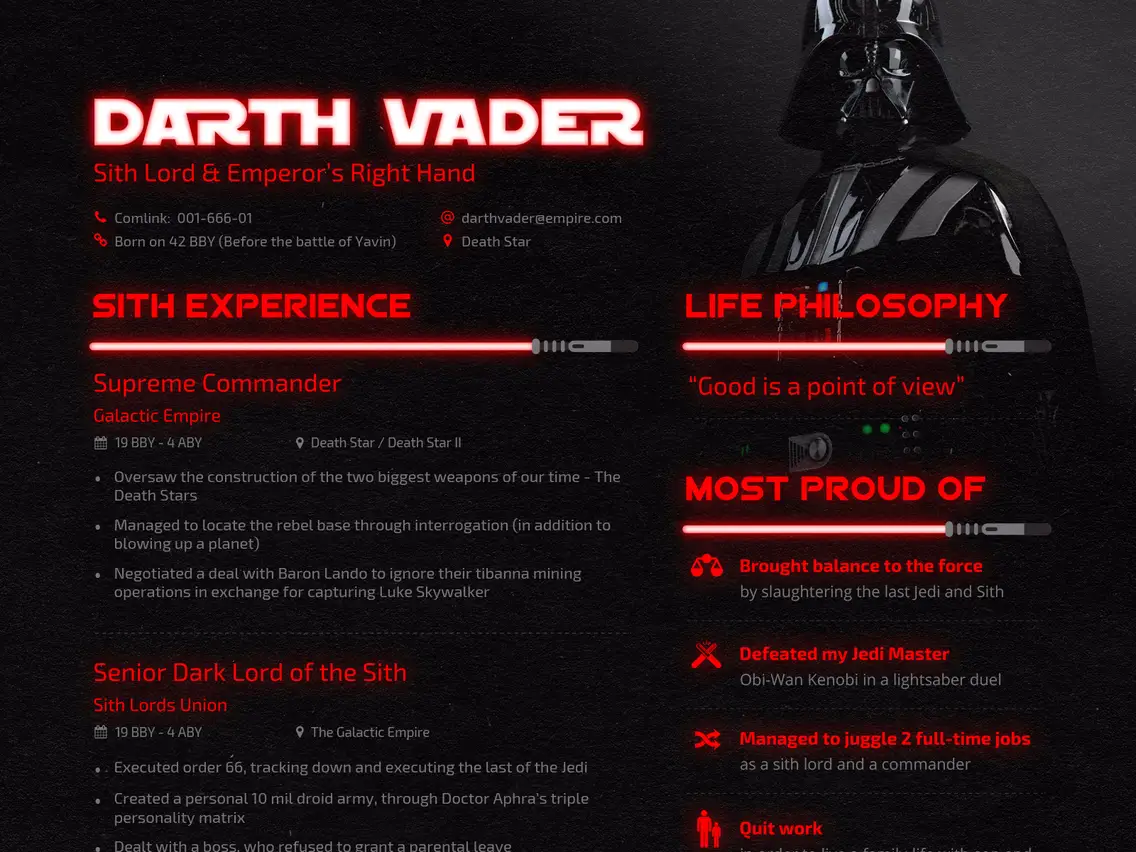 DARTH VADER
Sith Lord & Emperor's Right Hand
Comlink: 001-666-01
darthvader@empire.com
Born on 42 BBY (Before the battle of Yavin)
Death Star
SITH EXPERIENCE
Supreme Commander
Galactic Empire
19 BBY - 4 ABY
Death Star / Death Star II
• Oversaw the construction of the two biggest weapons of our time - The
Death Stars
• Managed to locate the rebel base through interrogation (in addition to
blowing up a planet)
• Negotiated a deal with Baron Lando to ignore their tibanna mining
operations in exchange for capturing Luke Skywalker
Senior Dark Lord of the Sith
Sith Lords Union
19 BBY - 4 ABY
The Galactic Empire
• Executed order 66, tracking down and executing the last of the Jedi
• Created a personal 10 mil droid army, through Doctor Aphra's triple
personality matrix
• Dealt with a boss, who refused to grant a parental leave
LIFE PHILOSOPHY
“Good is a point of view”
MOST PROUD OF
Brought balance to the force
by slaughtering the last Jedi and Sith
Defeated my Jedi Master
Obi-Wan Kenobi in a lightsaber duel
Managed to juggle 2 full-time jobs
as a sith lord and a commander
Quit work